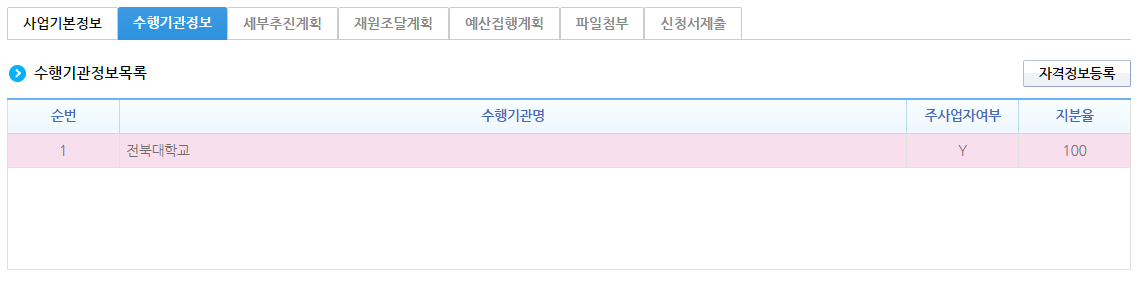 사업기본정보 수행기관정보 세부추진계획 재원조달계획 예산집행계획 파일첨부 신청서제출
수행기관정보목록 자격정보등록
순번 수행기관명 주사업자여부 지분율
1 전북대학교 Y 100